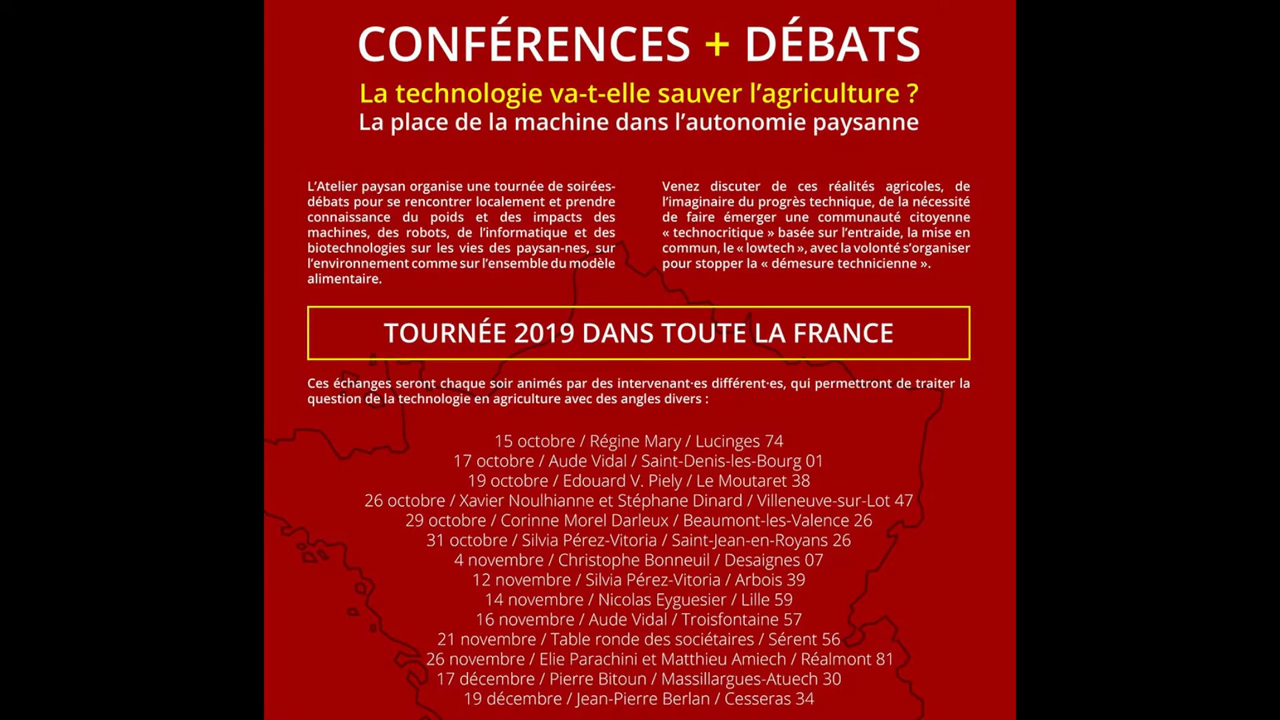 CONFÉRENCES + DÉBATS
La technologie va-t-elle sauver l'agriculture ?
La place de la machine dans l'autonomie paysanne
L'Atelier paysan organise une tournée de soirées-
débats pour se rencontrer localement et prendre
connaissance du poids et des impacts des
machines, des robots, de l'informatique et des
biotechnologies sur les vies des paysan-nes, sur
l'environnement comme sur l'ensemble du modèle
alimentaire.
Venez discuter de ces réalités agricoles, de
l'imaginaire du progrès technique, de la nécessité
de faire émerger une communauté citoyenne
« technocritique » basée sur l'entraide, la mise en
commun, le « lowtech », avec la volonté s'organiser
pour stopper la « démesure technicienne ».
TOURNÉE 2019 DANS TOUTE LA FRANCE
Ces échanges seront chaque soir animés par des intervenant·es différent·es, qui permettront de traiter la
question de la technologie en agriculture avec des angles divers :
15 octobre / Régine Mary / Lucinges 74
17 octobre / Aude Vidal / Saint-Denis-les-Bourg 01
19 octobre / Edouard V. Piely / Le Moutaret 38
26 octobre / Xavier Noulhianne et Stéphane Dinard / Villeneuve-sur-Lot 47
29 octobre / Corinne Morel Darleux / Beaumont-les-Valence 26
31 octobre / Silvia Pérez-Vitoria / Saint-Jean-en-Royans 26
4 novembre / Christophe Bonneuil / Desaignes 07
12 novembre / Silvia Pérez-Vitoria / Arbois 39
14 novembre / Nicolas Eyguesier / Lille 59
16 novembre / Aude Vidal / Troisfontaine 57
21 novembre / Table ronde des sociétaires / Sérent 56
26 novembre / Elie Parachini et Matthieu Amiech / Réalmont 81
17 décembre / Pierre Bitoun / Massillargues-Atuech 30
19 décembre / Jean-Pierre Berlan / Cesseras 34